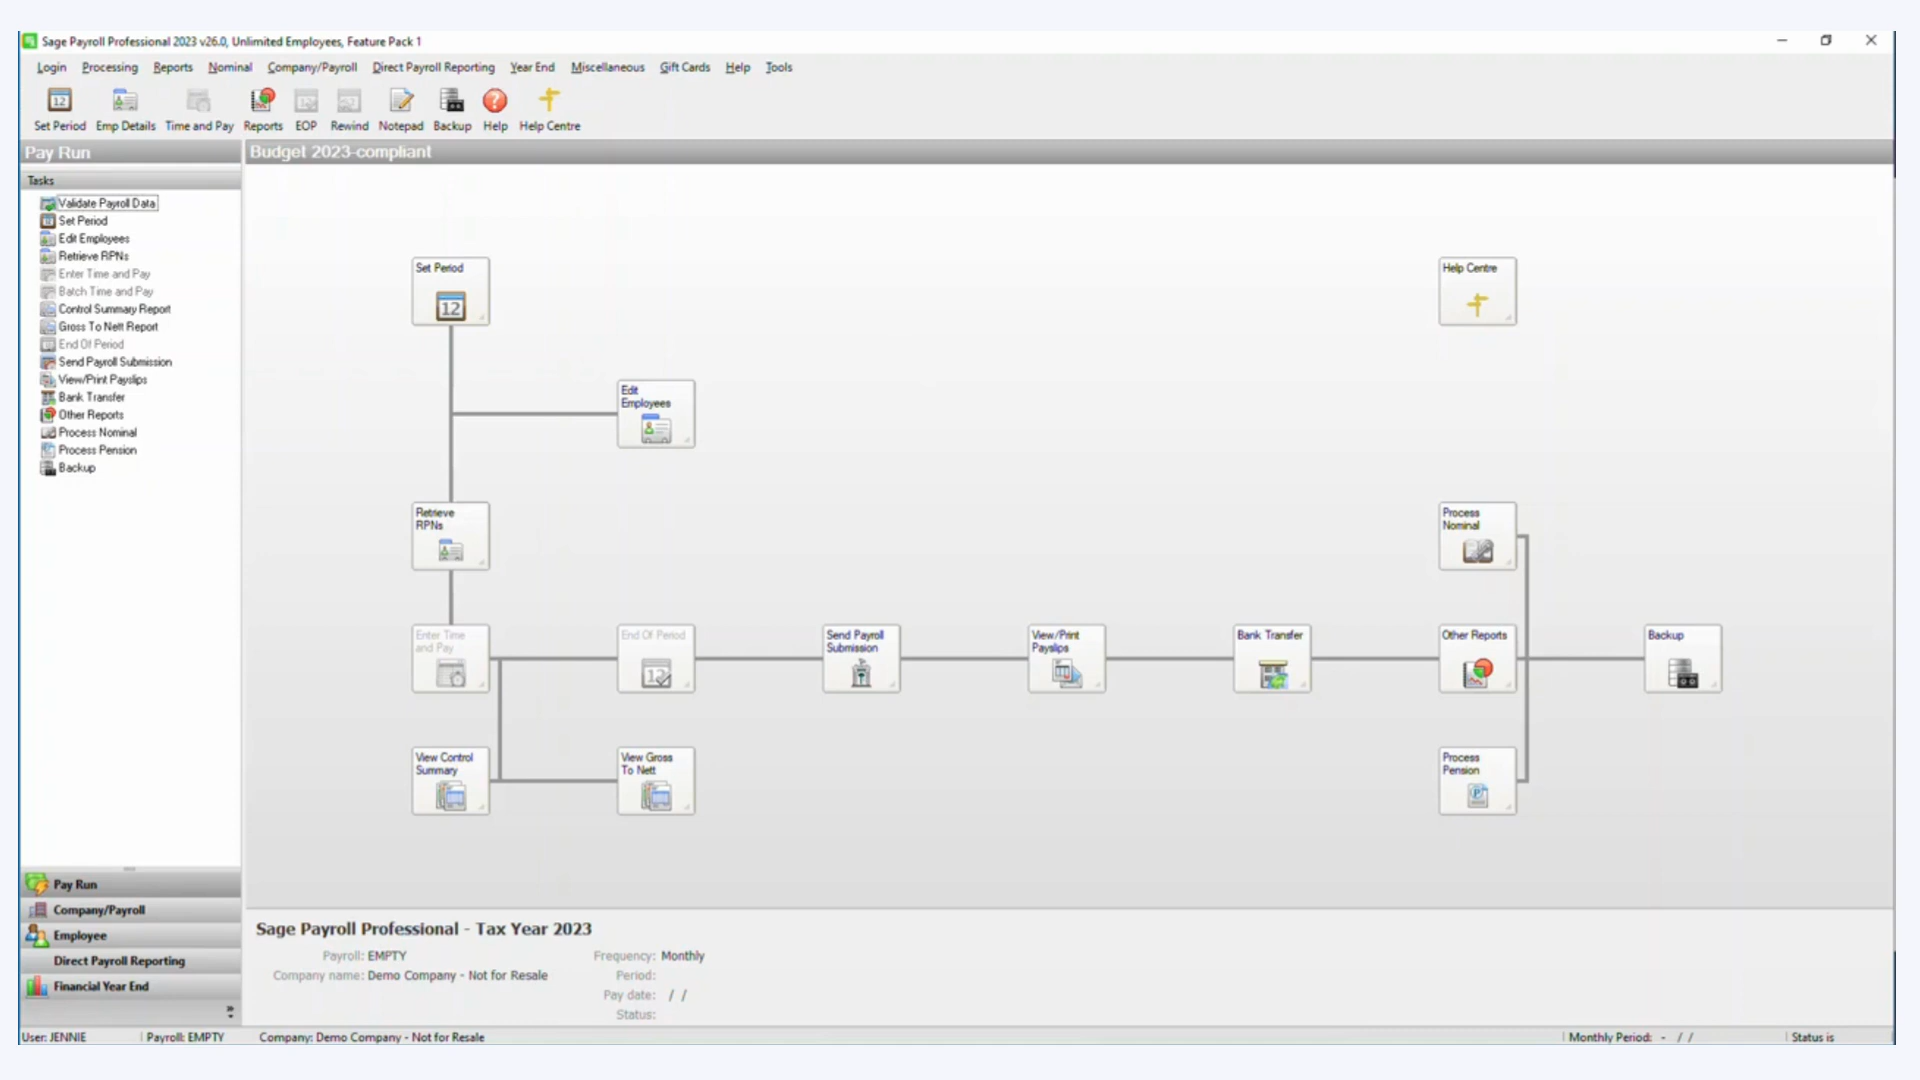 Sage Payroll Professional 2023 v26.0, Unlimited Employees, Feature Pack 1
Login Processing Reports Nominal Company/Payroll Direct Payroll Reporting Year End Miscellaneous Gift Cards Help Tools
12
Set Period Emp Details Time and Pay Reports EOP Rewind Notepad Backup Help Help Centre
Pay Run
Budget 2023-compliant
Tasks
Validate Payroll Data
Set Period
Edit Employees
Retrieve RPNs
Enter Time and Pay
Batch Time and Pay
Control Summary Report
Gross To Nett Report
End Of Period
Send Payroll Submission
View/Print Payslips
Bank Transfer
Other Reports
Process Nominal
Process Pension
Backup
Set Period
12
Help Centre
Edit
Employees
Retrieve
RPNs
Process
Nominal
Enter Time
and Pay
End Of Period
12
Send Payroll
Submission
View/Print
Payslips
Bank Transfer
Other Reports
Backup
View Control
Summary
View Gross
To Nett
Process
Pension
P
Pay Run
Company/Payroll
Employee
Direct Payroll Reporting
Financial Year End
Sage Payroll Professional - Tax Year 2023
Payroll: EMPTY
Company name: Demo Company - Not for Resale
Frequency: Monthly
Period:
Pay date: / /
Status:
User: JENNIE
Payroll: EMPTY
Company: Demo Company - Not for Resale
Monthly Period: - / /
Status is